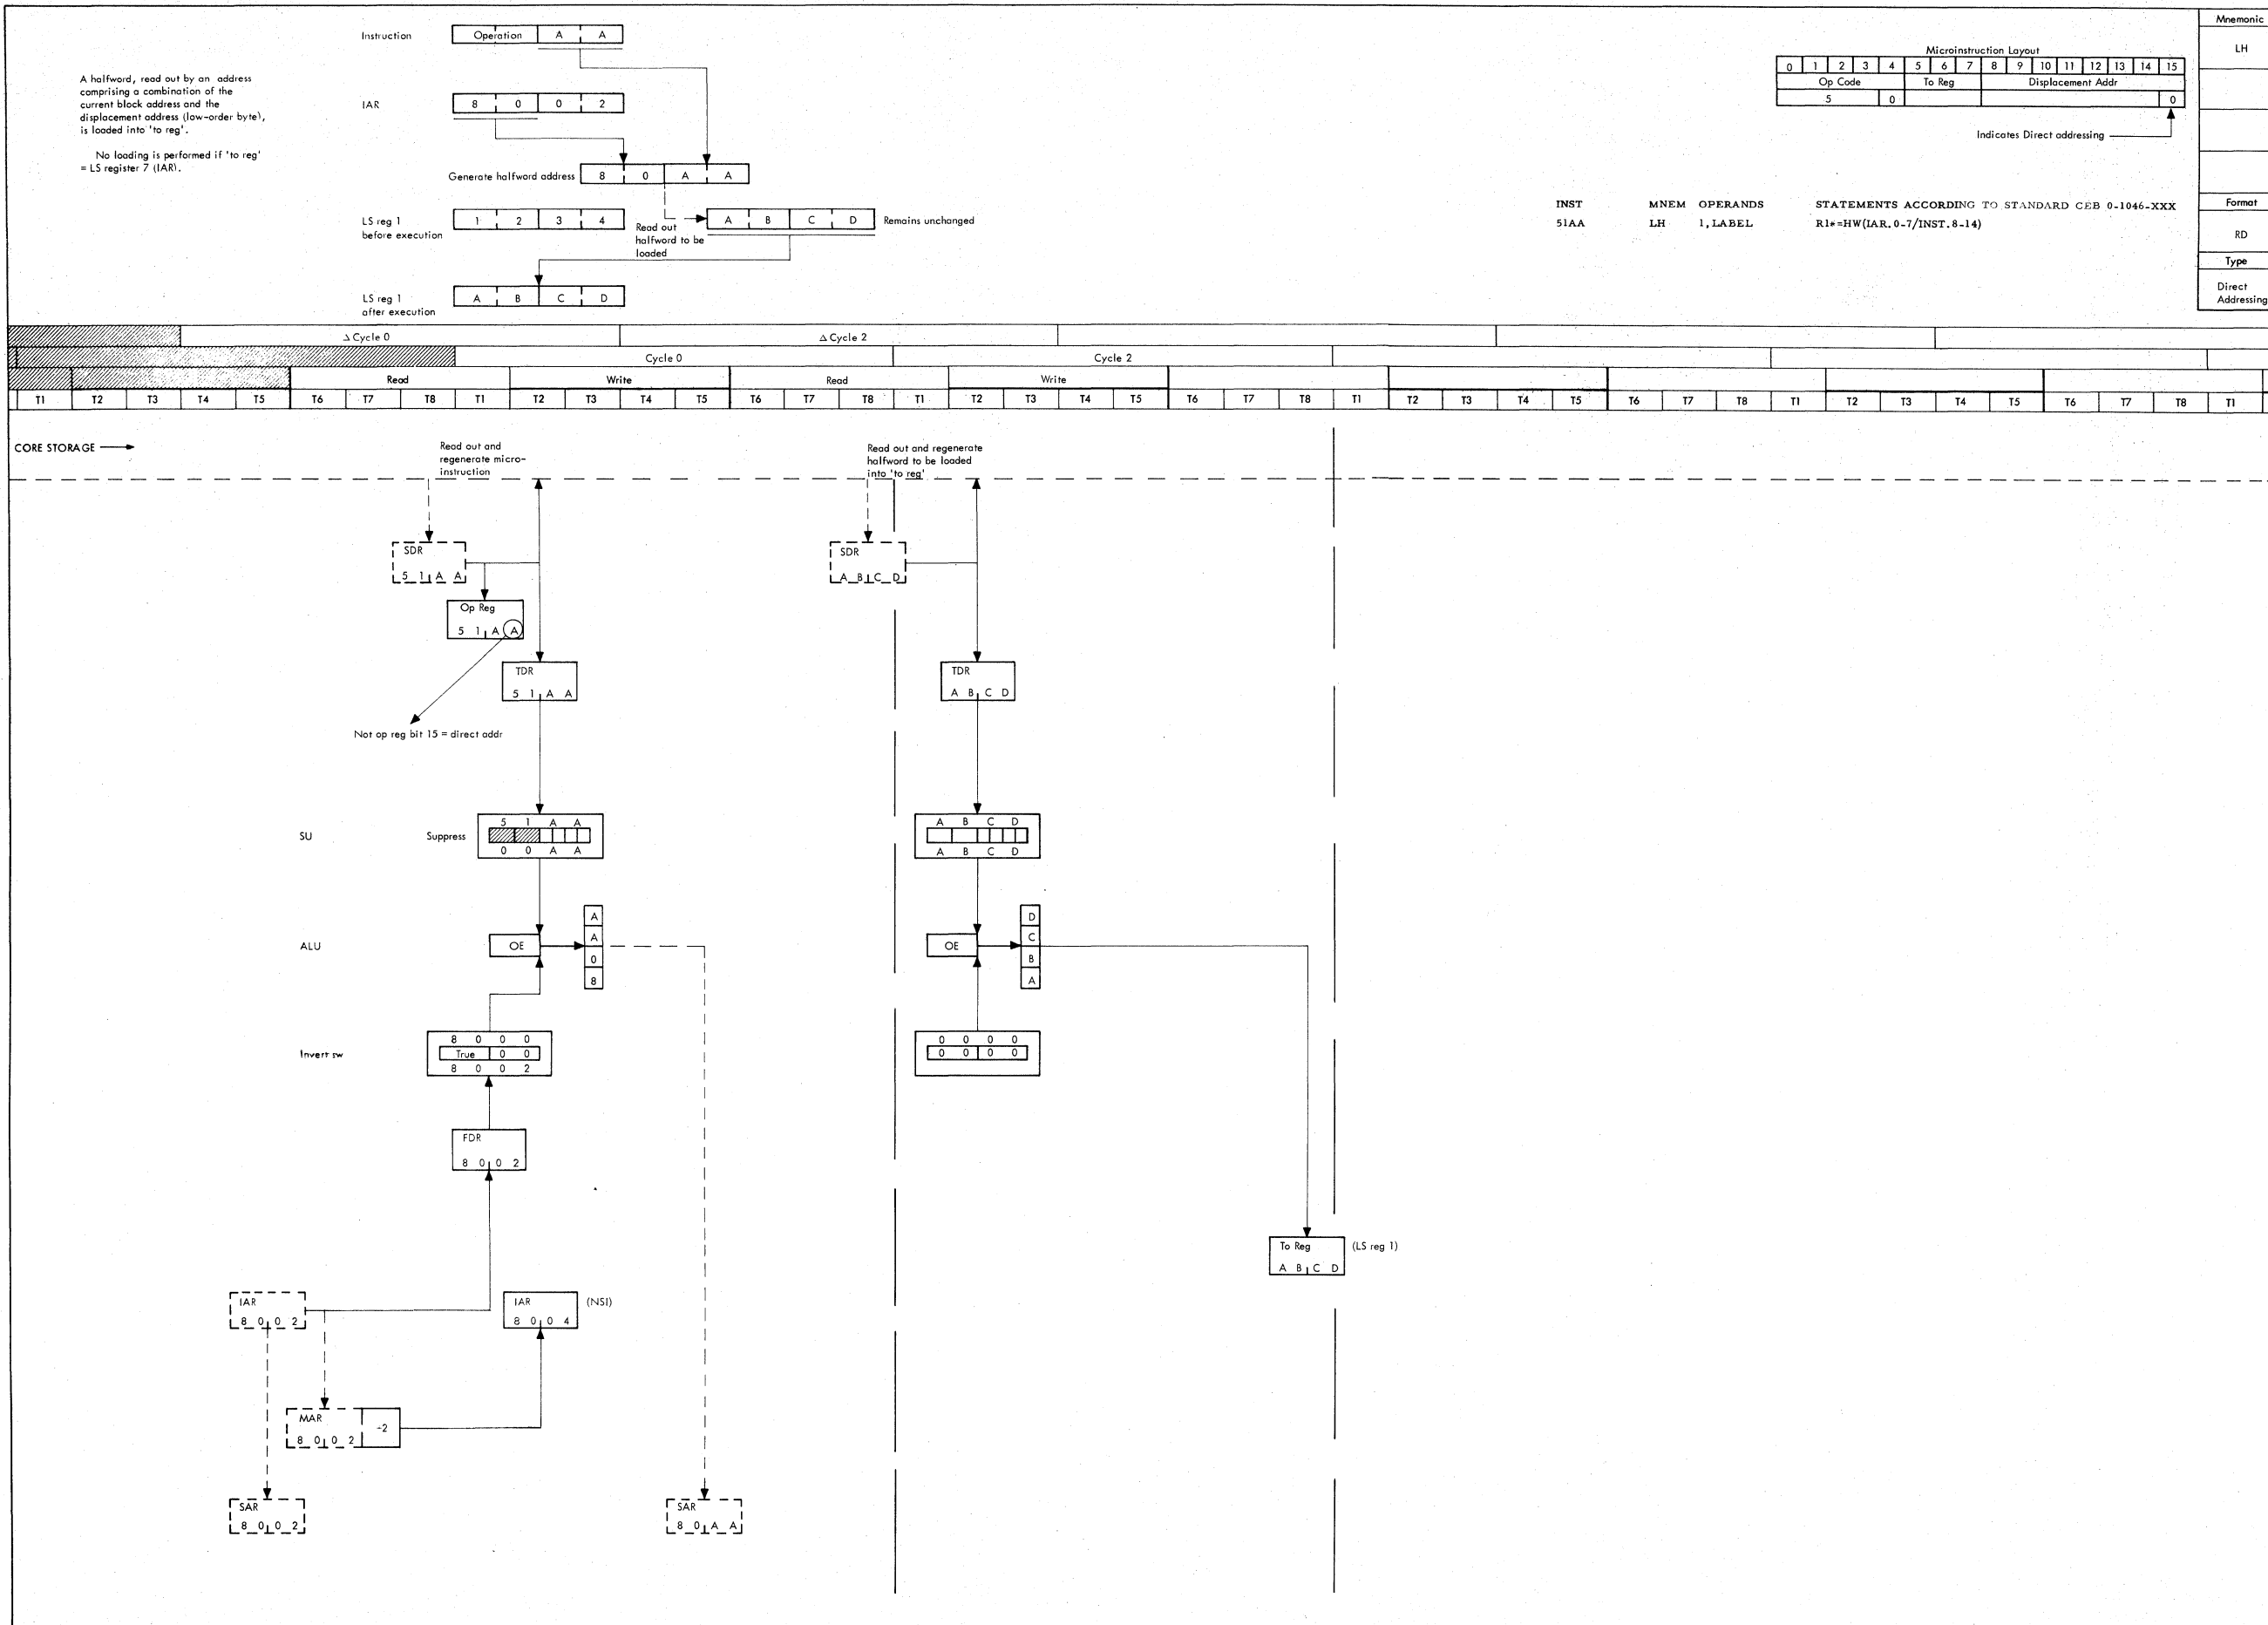 A halfword, read out by an address
comprising a combination of the
current block address and the
displacement address (low-order byte),
is loaded into 'to reg'.
No loading is performed if 'to reg'
= LS register 7 (IAR).
Instruction
Operation A A
IAR
8 0 0 2
Generate halfword address
8 0 A A
LS reg 1
before execution
1 2 3 4
Read out
halfword to be
loaded
A B C D
Remains unchanged
LS reg 1
after execution
A B C D
Microinstruction Layout
0 1 2 3 4 5 6 7 8 9 10 11 12 13 14 15
Op Code To Reg Displacement Addr
5 0 0
Indicates Direct addressing
INST MNEM OPERANDS STATEMENTS ACCORDING TO STANDARD CEB 0-1046-XXX
51AA LH 1,LABEL R1*=HW(IAR.0-7/INST.8-14)
Mnemonic
LH
Format
RD
Type
Direct
Addressing
Δ Cycle 0 Δ Cycle 2
Cycle 0 Cycle 2
Read Write Read Write
T1 T2 T3 T4 T5 T6 T7 T8 T1 T2 T3 T4 T5 T6 T7 T8 T1 T2 T3 T4 T5 T6 T7 T8 T1 T2 T3 T4 T5 T6 T7 T8 T1 T2 T3 T4 T5 T6 T7 T8 T1
CORE STORAGE
Read out and
regenerate micro-
instruction
Read out and regenerate
halfword to be loaded
into 'to reg'
SDR
5 1 A A
SDR
A B C D
Op Reg
5 1 A A
TDR
5 1 A A
TDR
A B C D
Not op reg bit 15 = direct addr
SU Suppress
5 1 A A
0 0 A A
A B C D
A B C D
ALU
OE
A
A
0
8
OE
D
C
B
A
Invert sw
8 0 0 0
True 0 0
8 0 0 2
0 0 0 0
0 0 0 0
FDR
8 0 0 2
To Reg (LS reg 1)
A B C D
IAR
8 0 0 2
IAR (NSI)
8 0 0 4
MAR
8 0 0 2
+2
SAR
8 0 0 2
SAR
8 0 A A